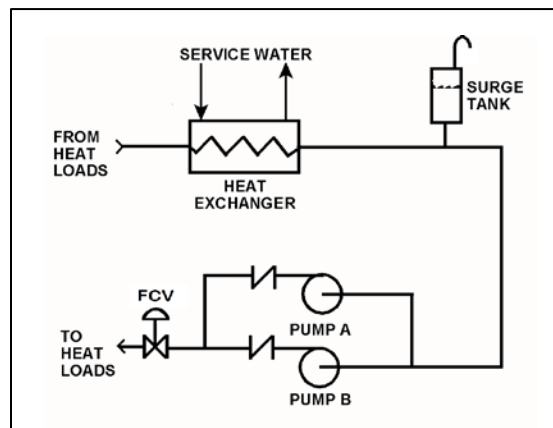 SERVICE WATER
SURGE
TANK
FROM
HEAT
LOADS
HEAT
EXCHANGER
FCV
PUMP A
TO
HEAT
LOADS
PUMP B